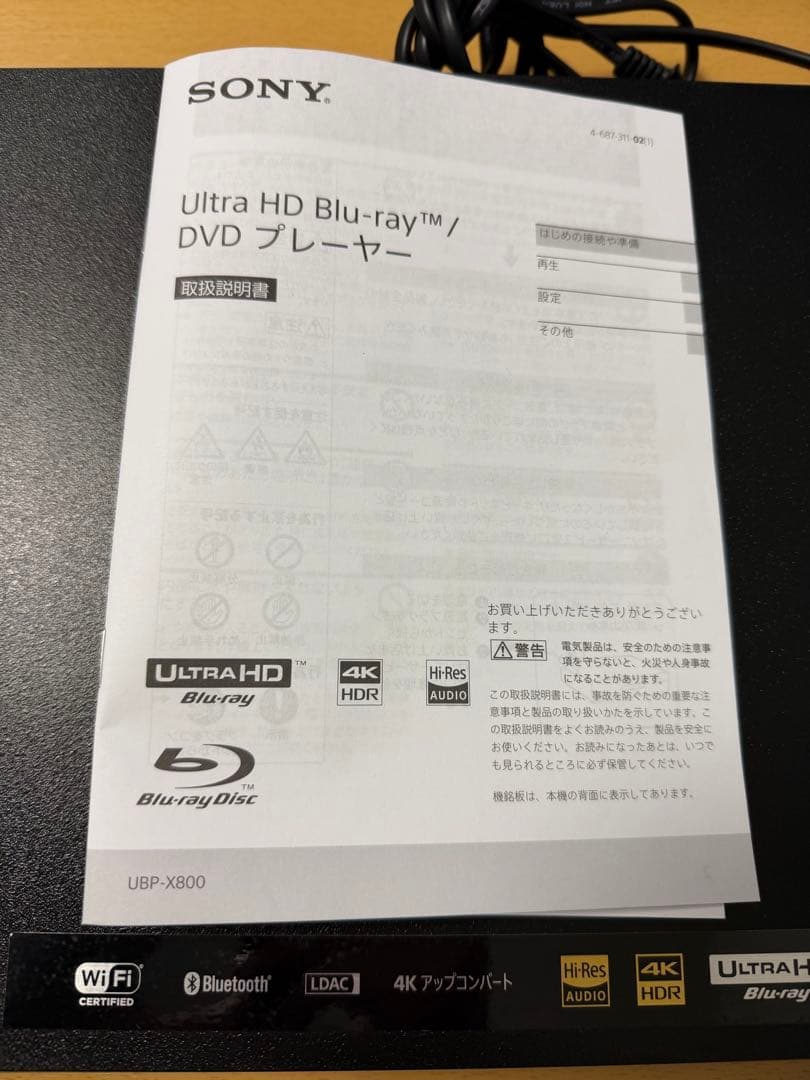 SONY®
4-687-311-02(1)
Ultra HD Blu-ray™/
DVD プレーヤー
取扱説明書
はじめの接続や準備
再生
設定
その他
お買い上げいただきありがとうござい
ます。
警告
電気製品は、安全のための注意事
項を守らないと、火災や人身事故
になることがあります。
この取扱説明書には、事故を防ぐための重要な注
意事項と製品の取り扱いかたを示しています。こ
の取扱説明書をよくお読みのうえ、製品を安全に
お使いください。お読みになったあとは、いつで
も見られるところに必ず保管してください。
機銘板は、本機の背面に表示してあります。
ULTRA HD™
Blu-ray
4K
HDR
Hi-Res
AUDIO
Blu-ray Disc™
UBP-X800
Wi Fi®
CERTIFIED
Bluetooth®
LDAC
4K アップコンバート
Hi-Res
AUDIO
4K
HDR
ULTRA H
Blu-ray